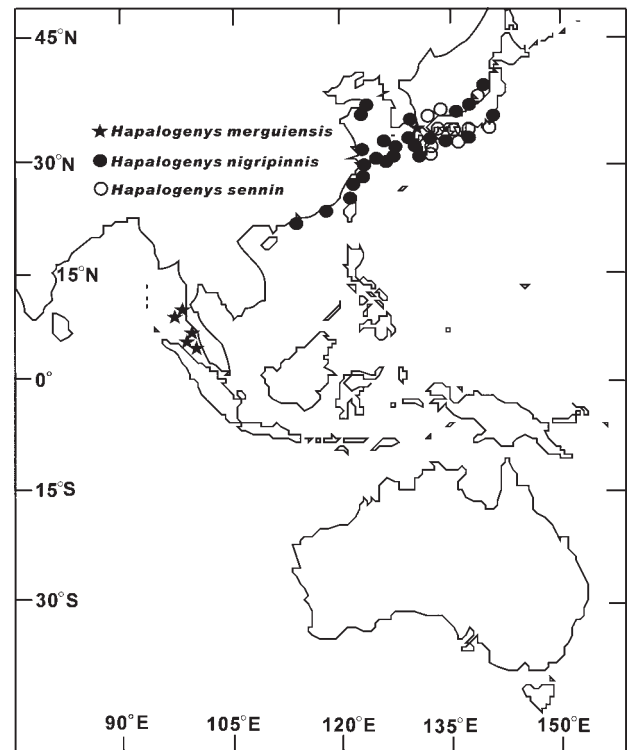 45°N
★ Hapalogenys merguiensis
● Hapalogenys nigripinnis
30°N
○ Hapalogenys sennin
15°N
0°
15°S
30°S
90°E 105°E 120°E 135°E 150°E